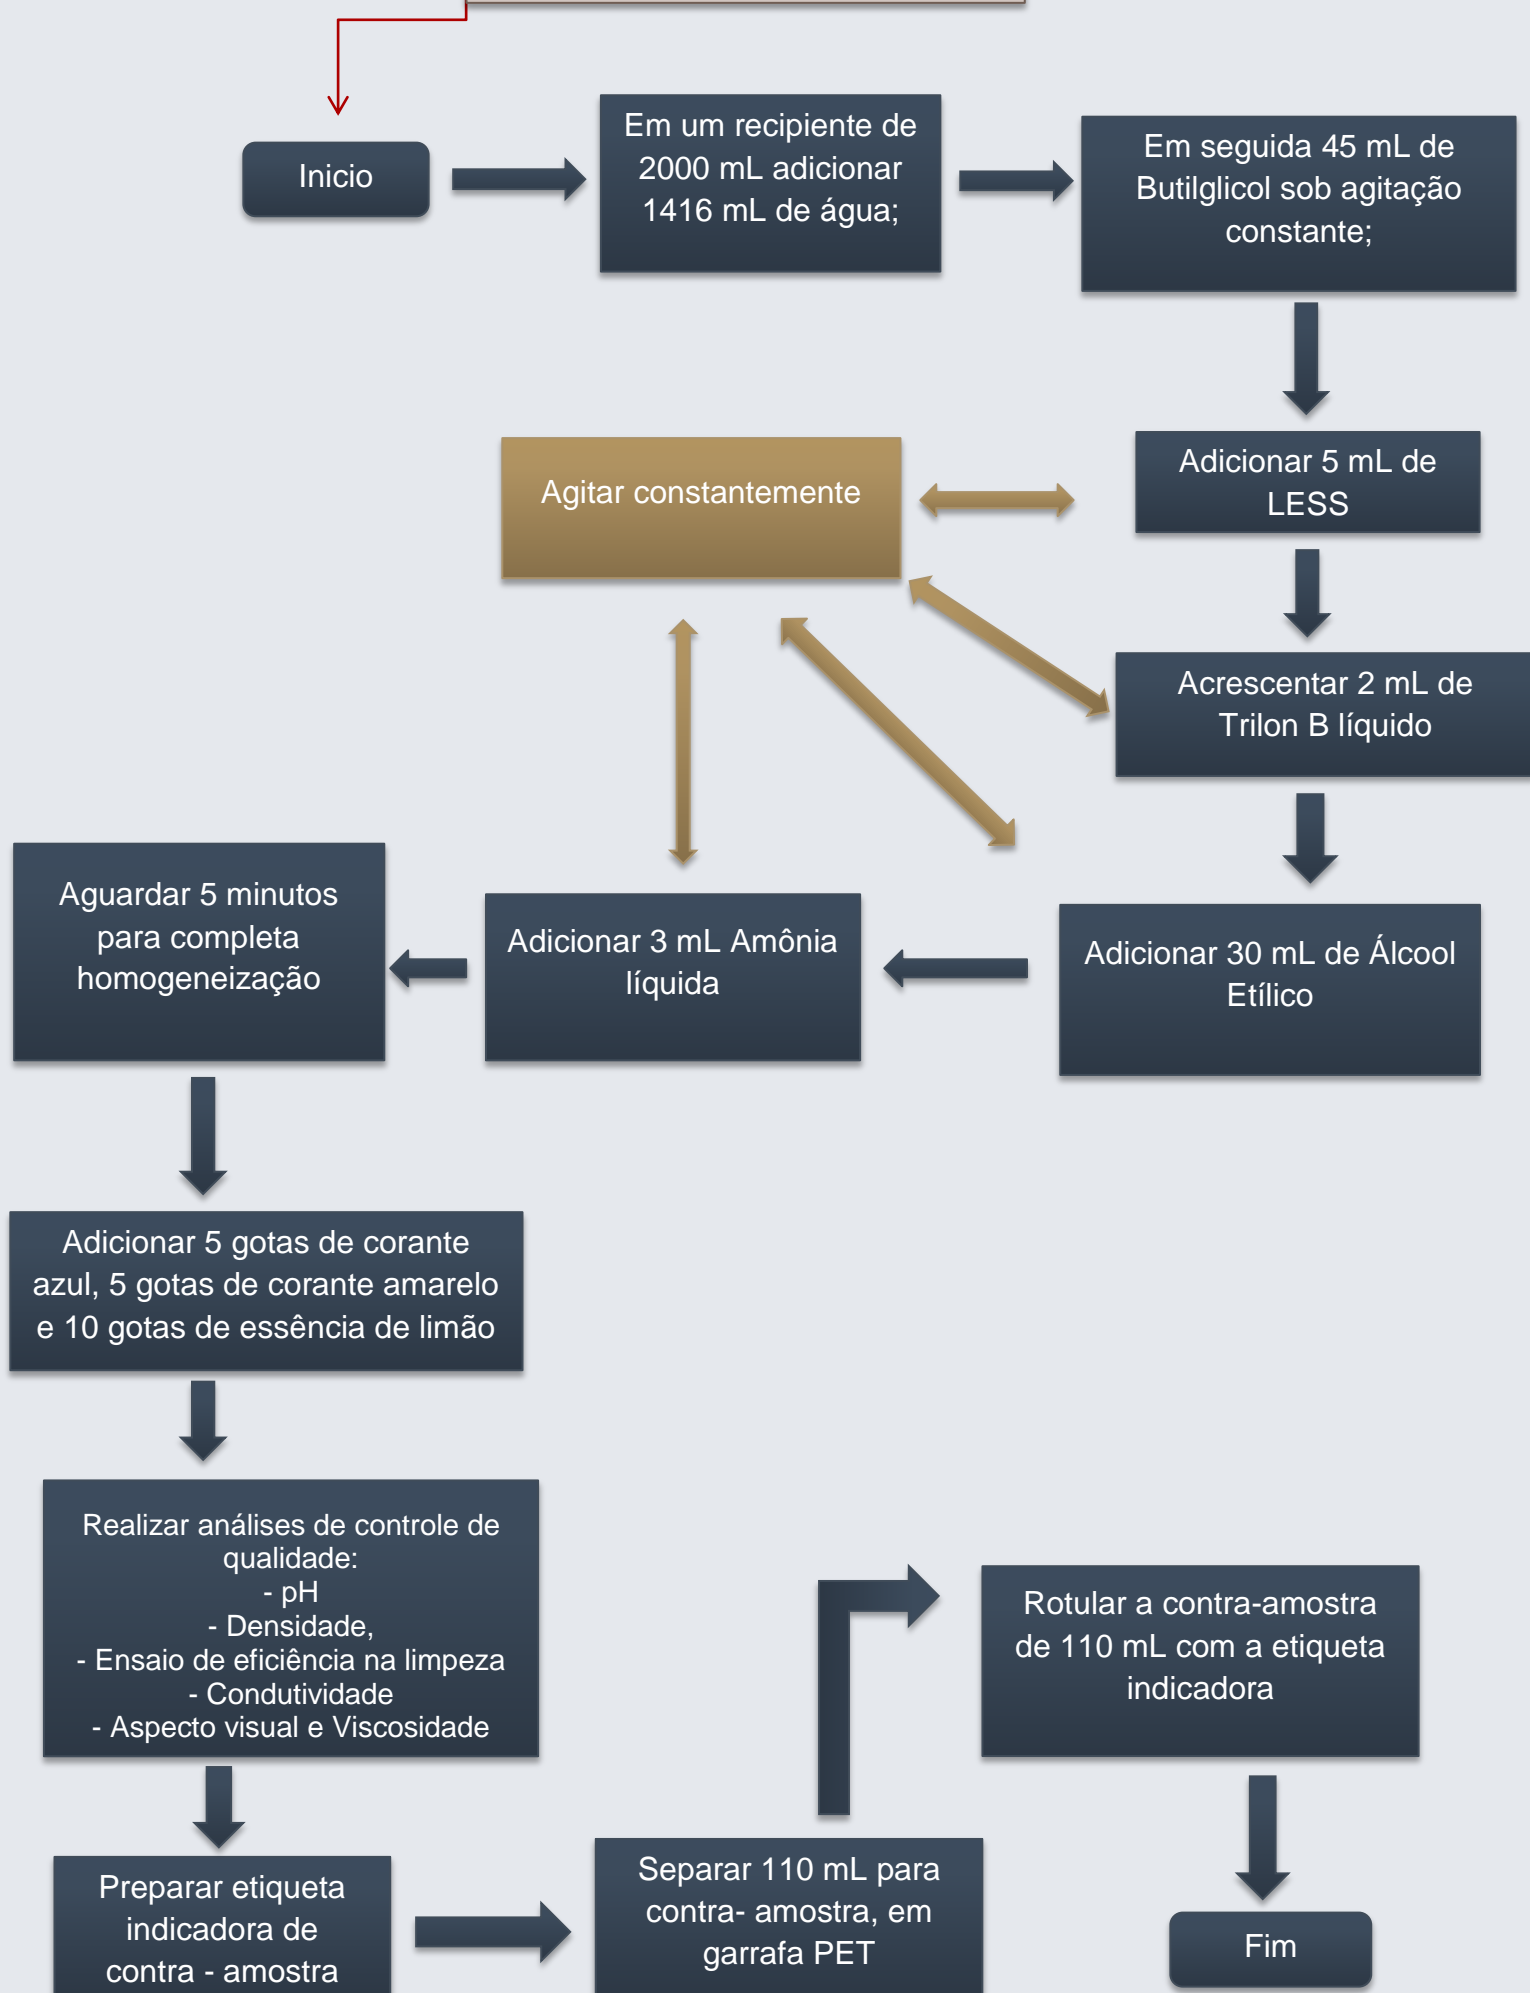 Inicio
Em um recipiente de
2000 mL adicionar
1416 mL de água;
Em seguida 45 mL de
Butilglicol sob agitação
constante;
Adicionar 5 mL de
LESS
Agitar constantemente
Acrescentar 2 mL de
Trilon B líquido
Adicionar 30 mL de Álcool
Etílico
Adicionar 3 mL Amônia
líquida
Aguardar 5 minutos
para completa
homogeneização
Adicionar 5 gotas de corante
azul, 5 gotas de corante amarelo
e 10 gotas de essência de limão
Realizar análises de controle de
qualidade:
- pH
- Densidade,
- Ensaio de eficiência na limpeza
- Condutividade
- Aspecto visual e Viscosidade
Preparar etiqueta
indicadora de
contra - amostra
Separar 110 mL para
contra- amostra, em
garrafa PET
Rotular a contra-amostra
de 110 mL com a etiqueta
indicadora
Fim